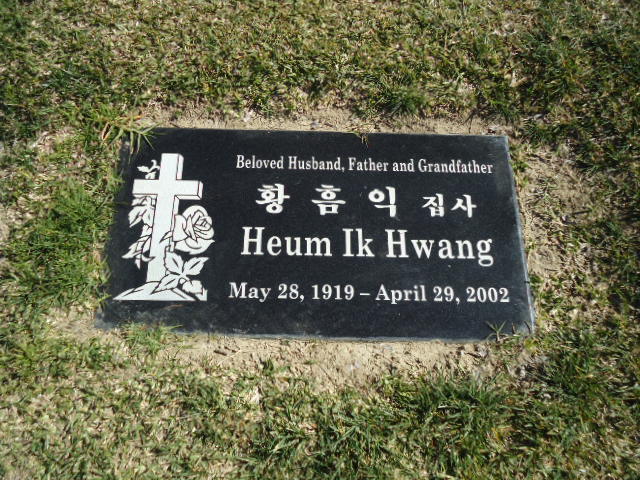 Beloved Husband, Father and Grandfather
황 흠 익 집사
Heum Ik Hwang
May 28, 1919 – April 29, 2002